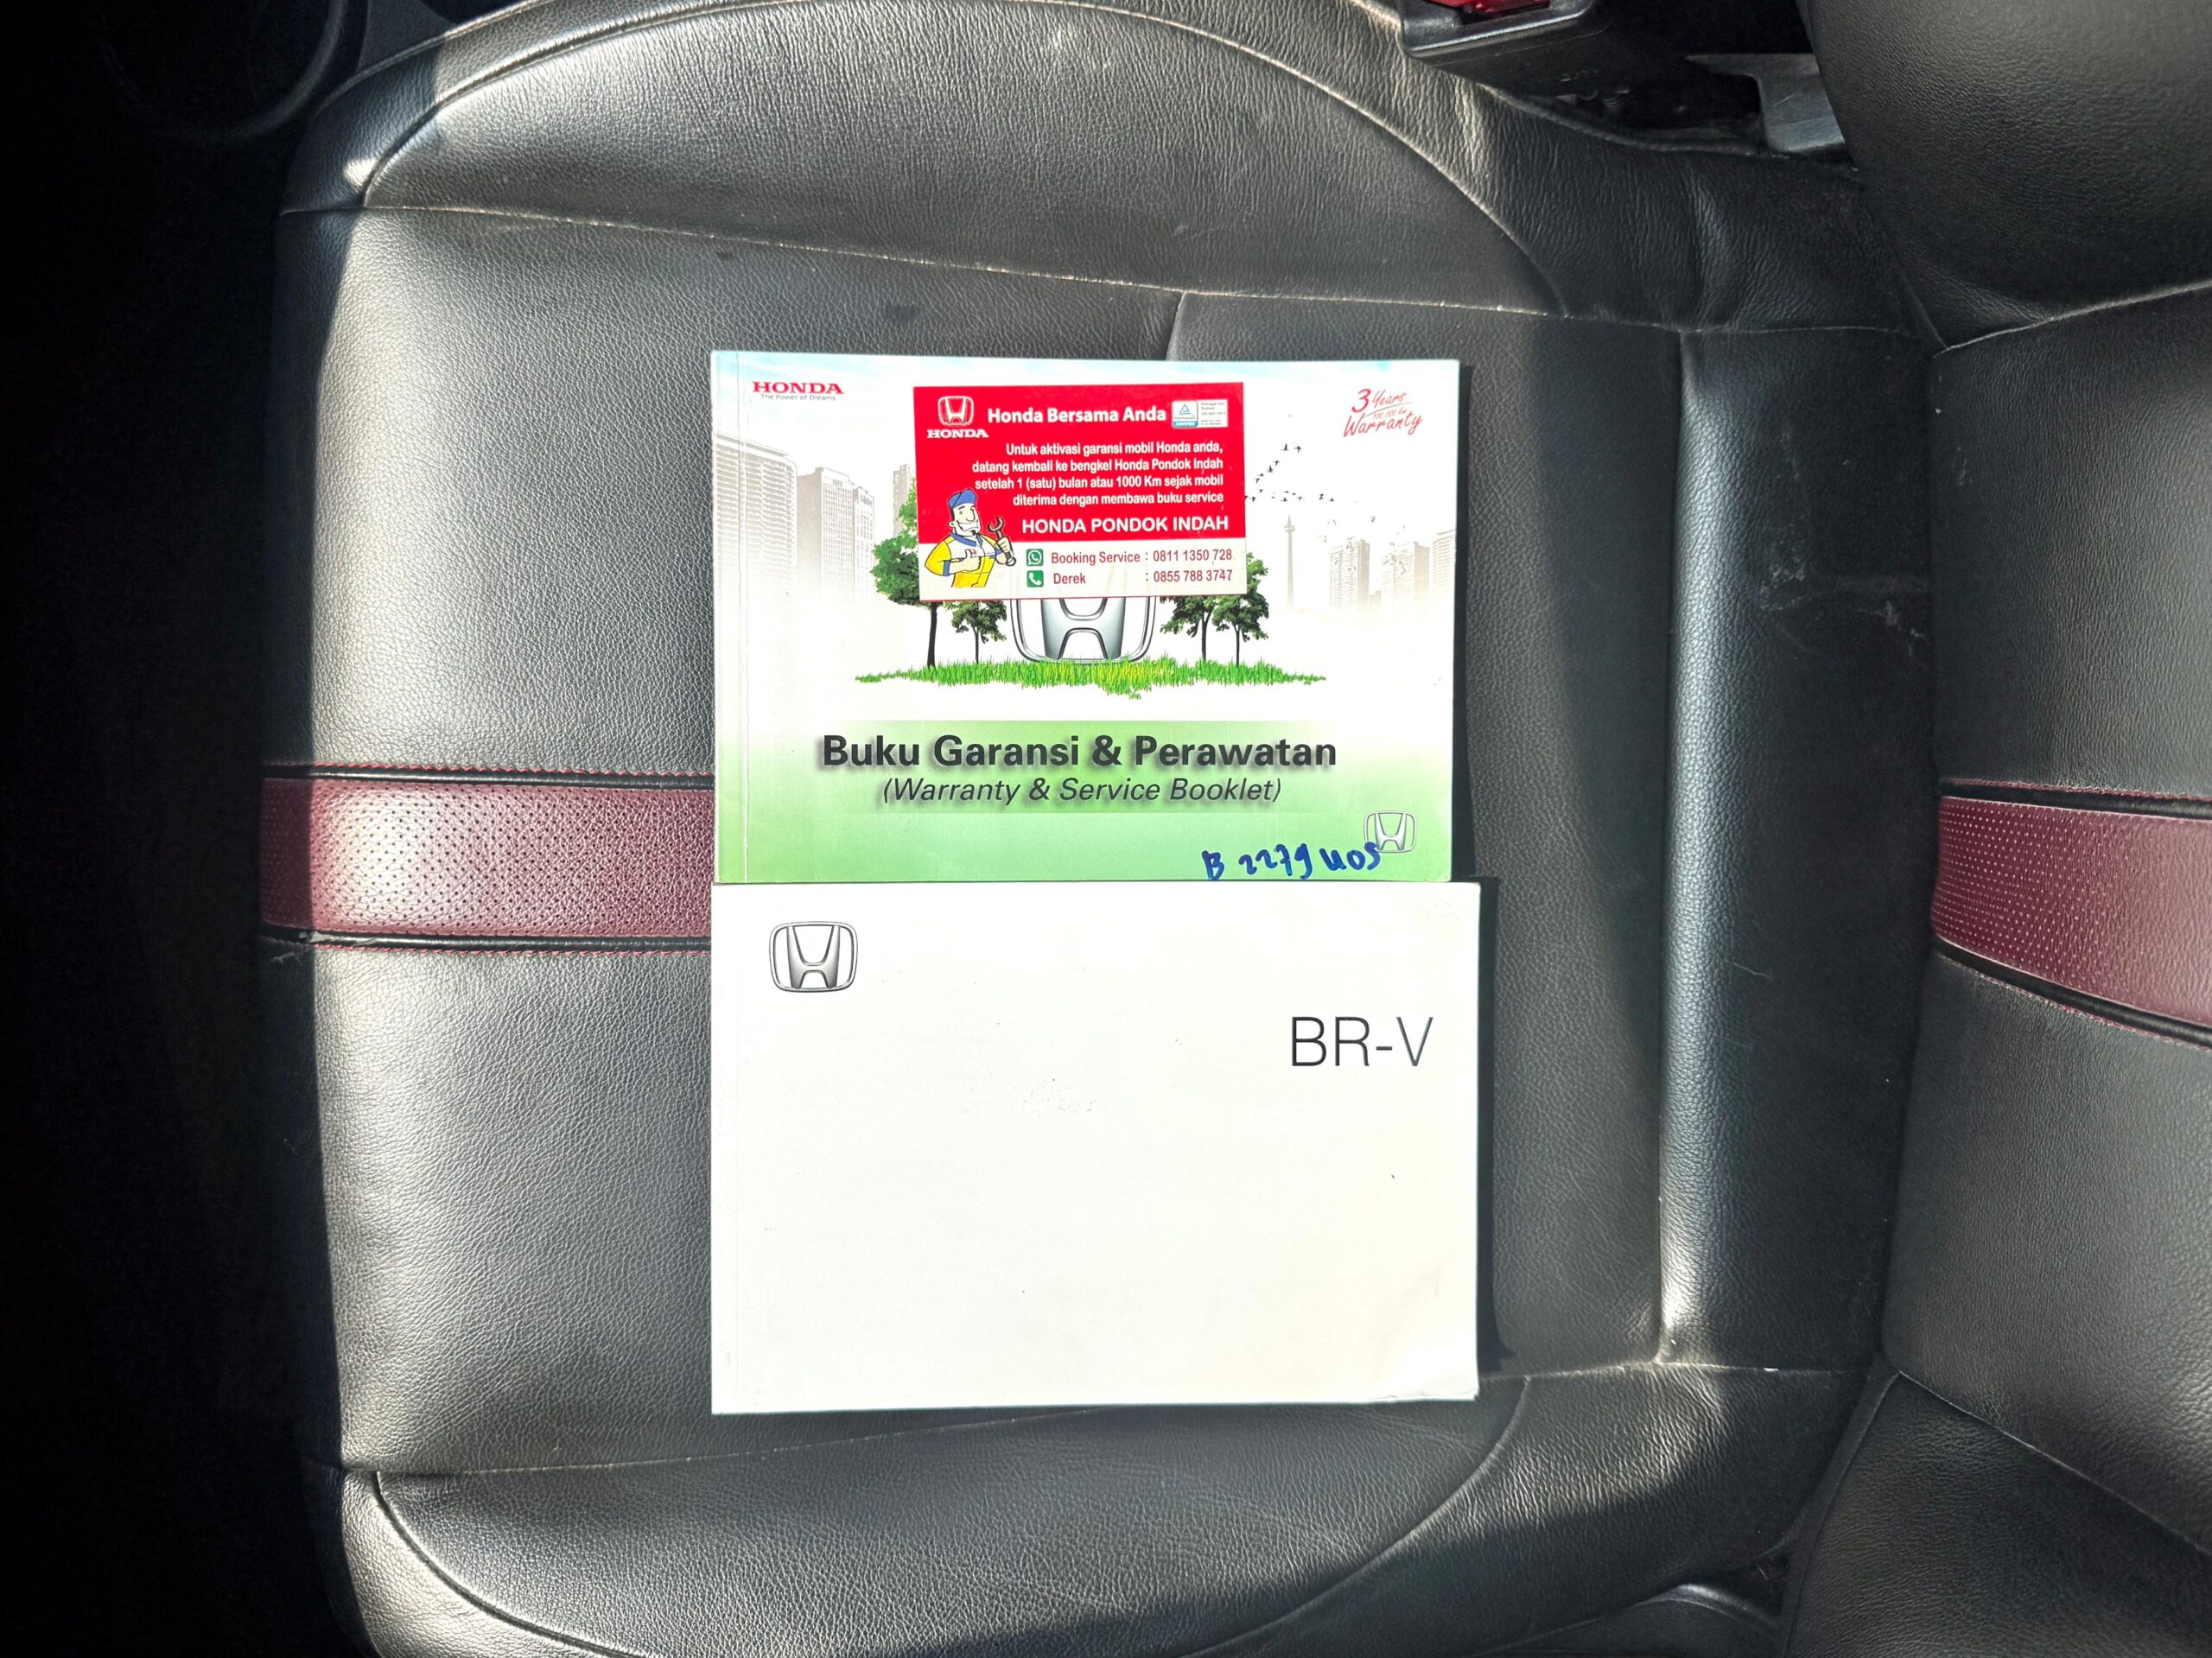 HONDA
The Power of Dreams
HONDA
Honda Bersama Anda
Untuk aktivasi garansi mobil Honda anda,
datang kembali ke bengkel Honda Pondok Indah
setelah 1 (satu) bulan atau 1000 Km sejak mobil
diterima dengan membawa buku service
HONDA PONDOK INDAH
Booking Service : 0811 1350 728
Derek : 0855 788 3747
3 Years
Warranty
Buku Garansi & Perawatan
(Warranty & Service Booklet)
B 2279 UOS
BR-V